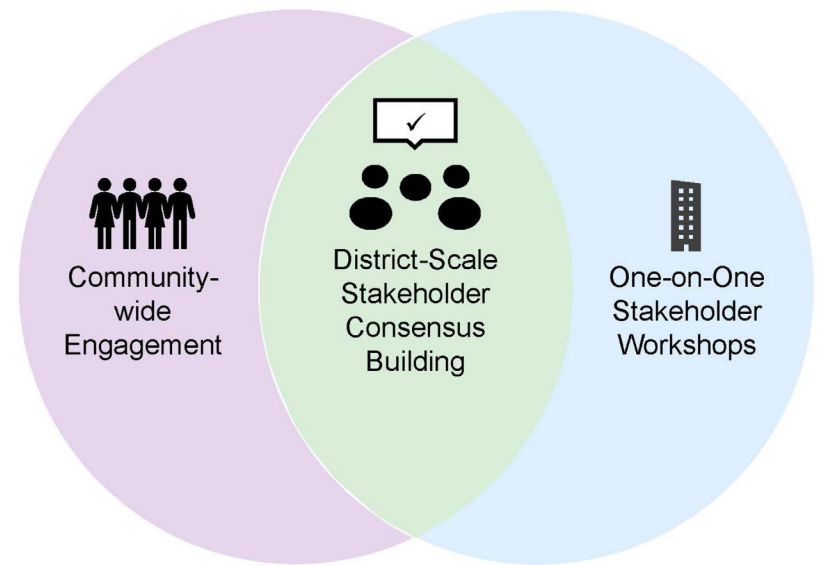 Community-
wide
Engagement
District-Scale
Stakeholder
Consensus
Building
One-on-One
Stakeholder
Workshops